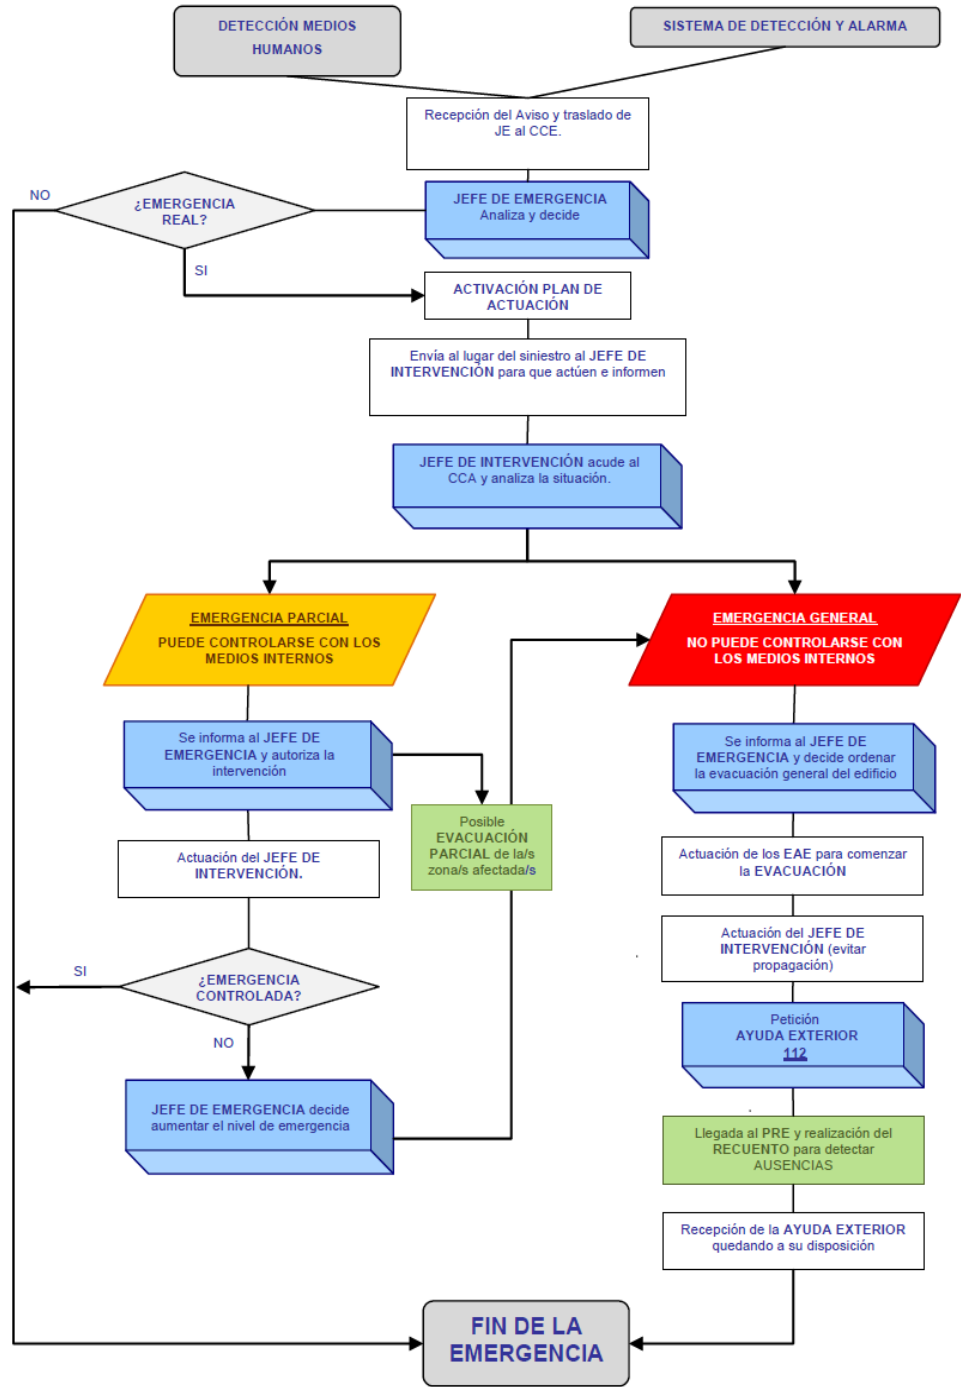 DETECCIÓN MEDIOS
HUMANOS
SISTEMA DE DETECCIÓN Y ALARMA
Recepción del Aviso y traslado de
JE al CCE.
NO
¿EMERGENCIA
REAL?
JEFE DE EMERGENCIA
Analiza y decide
SI
ACTIVACIÓN PLAN DE
ACTUACIÓN
Envía al lugar del siniestro al JEFE DE
INTERVENCIÓN para que actúen e informen
JEFE DE INTERVENCIÓN acude al
CCA y analiza la situación.
EMERGENCIA PARCIAL
PUEDE CONTROLARSE CON LOS
MEDIOS INTERNOS
EMERGENCIA GENERAL
NO PUEDE CONTROLARSE CON
LOS MEDIOS INTERNOS
Se informa al JEFE DE
EMERGENCIA y autoriza la
intervención
Se informa al JEFE DE
EMERGENCIA y decide ordenar
la evacuación general del edificio
Posible
EVACUACIÓN
PARCIAL de la/s
zona/s afectada/s
Actuación del JEFE DE
INTERVENCIÓN.
Actuación de los EAE para comenzar
la EVACUACIÓN
Actuación del JEFE DE
INTERVENCIÓN (evitar
propagación)
SI
¿EMERGENCIA
CONTROLADA?
NO
Petición
AYUDA EXTERIOR
112
JEFE DE EMERGENCIA decide
aumentar el nivel de emergencia
Llegada al PRE y realización del
RECUENTO para detectar
AUSENCIAS
Recepción de la AYUDA EXTERIOR
quedando a su disposición
FIN DE LA
EMERGENCIA